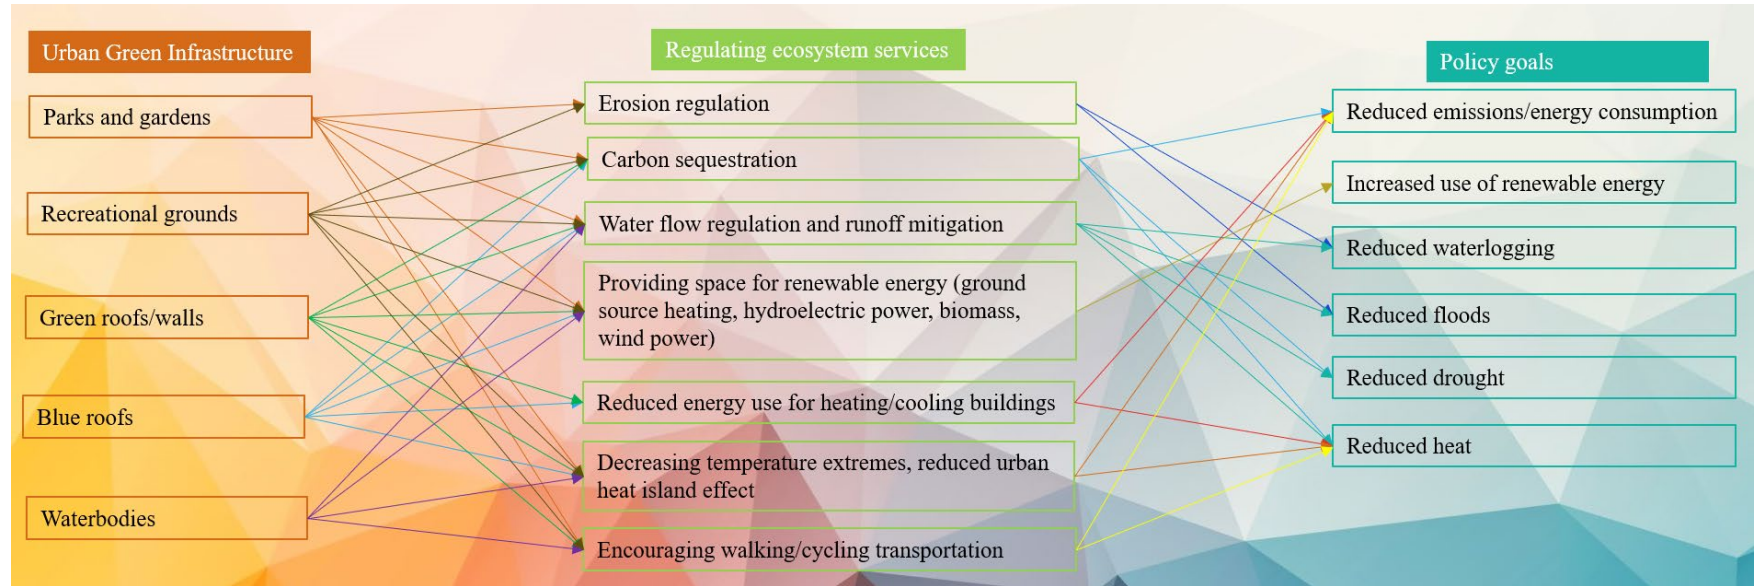 Urban Green Infrastructure
Parks and gardens
Recreational grounds
Green roofs/walls
Blue roofs
Waterbodies
Regulating ecosystem services
Erosion regulation
Carbon sequestration
Water flow regulation and runoff mitigation
Providing space for renewable energy (ground
source heating, hydroelectric power, biomass,
wind power)
Reduced energy use for heating/cooling buildings
Decreasing temperature extremes, reduced urban
heat island effect
Encouraging walking/cycling transportation
Policy goals
Reduced emissions/energy consumption
Increased use of renewable energy
Reduced waterlogging
Reduced floods
Reduced drought
Reduced heat